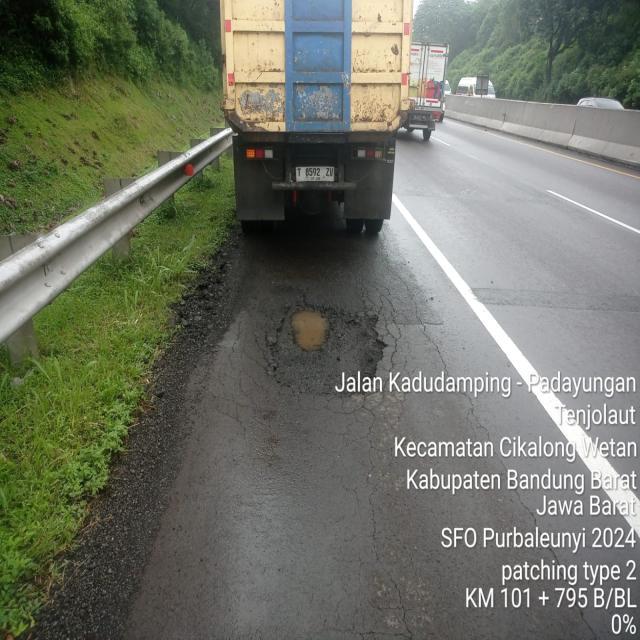 T 8592 ZU
Jalan Kadudamping - Padayungan
Tenjolaut
Kecamatan Cikalong Wetan
Kabupaten Bandung Barat
Jawa Barat
SFO Purbaleunyi 2024
patching type 2
KM 101 + 795 B/BL
0%